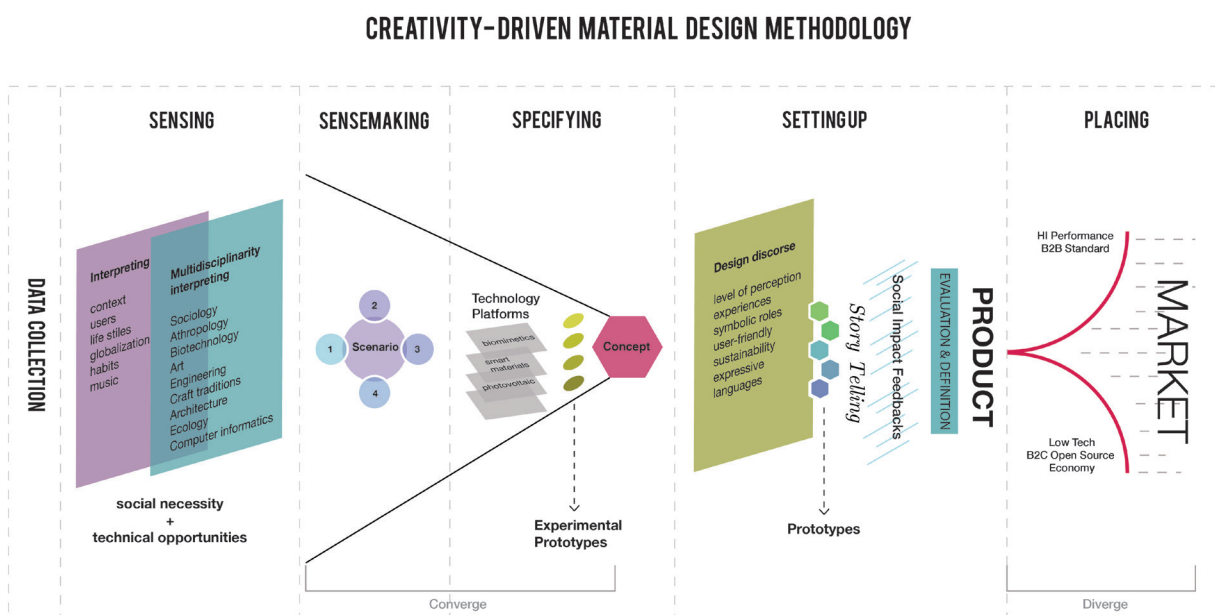 CREATIVITY-DRIVEN MATERIAL DESIGN METHODOLOGY
DATA COLLECTION
SENSING
Interpreting
context
users
life stiles
globalization
habits
music
Multidisciplinarity
interpreting
Sociology
Athropology
Biotechnology
Art
Engineering
Craft traditions
Architecture
Ecology
Computer informatics
social necessity
+
technical opportunities
SENSEMAKING
1
2
3
4
Scenario
SPECIFYING
Technology
Platforms
biomimetics
smart
materials
photovoltaic
Concept
Experimental
Prototypes
Converge
SETTING UP
Design discorse
level of perception
experiences
symbolic roles
user-friendly
sustainability
expressive
languages
Story Telling
Social Impact Feedbacks
EVALUATION & DEFINITION
PRODUCT
Prototypes
PLACING
HI Performance
B2B Standard
MARKET
Low Tech
B2C Open Source
Economy
Diverge